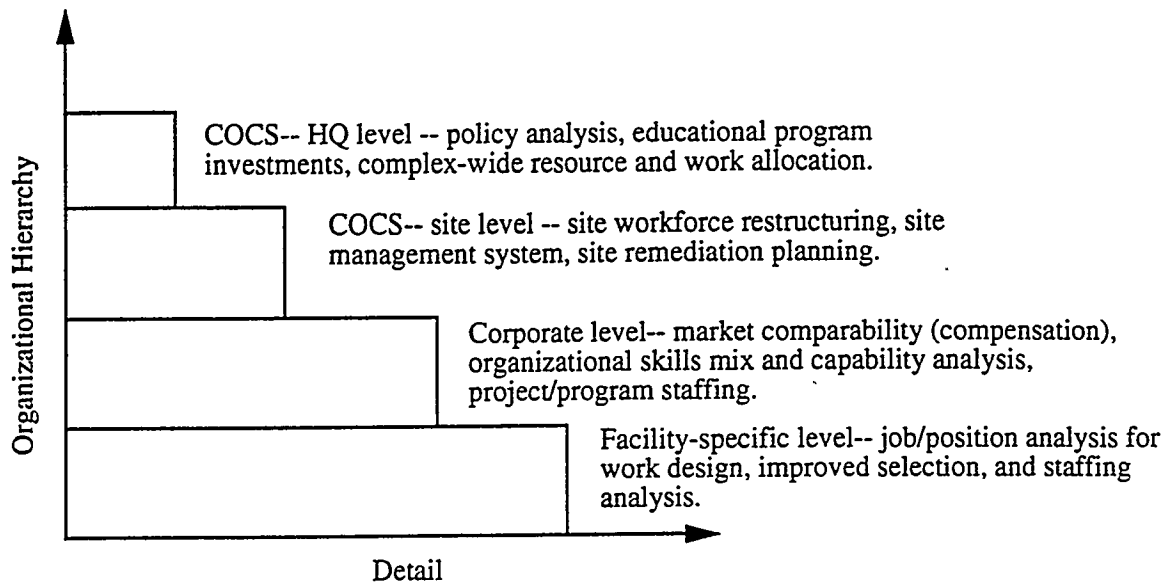 COCS-- HQ level -- policy analysis, educational program
investments, complex-wide resource and work allocation.
COCS-- site level -- site workforce restructuring, site
management system, site remediation planning.
Corporate level-- market comparability (compensation),
organizational skills mix and capability analysis,
project/program staffing.
Facility-specific level-- job/position analysis for
work design, improved selection, and staffing
analysis.
Organizational Hierarchy
Detail